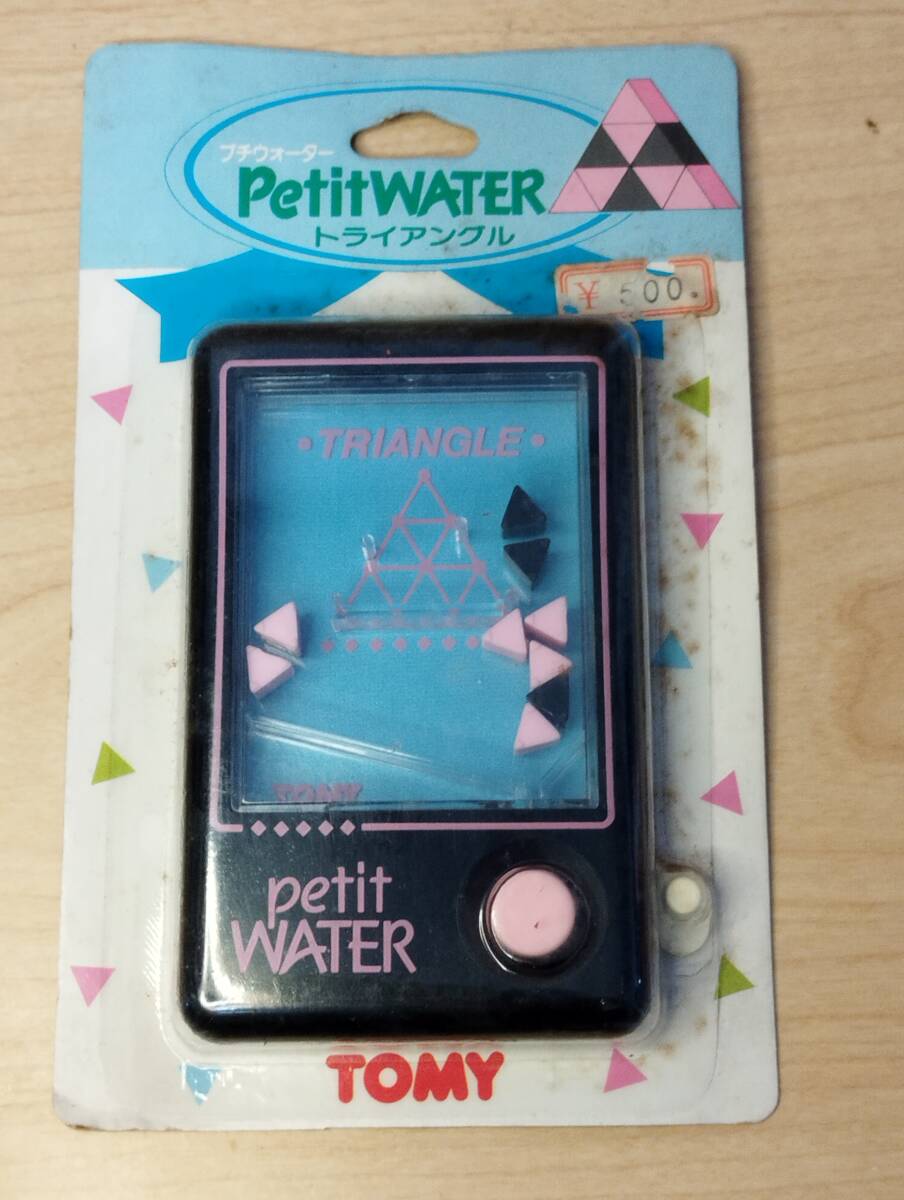 プチウォーター
PetitWATER
トライアングル
¥ 500.
•TRIANGLE•
TOMY
petit
WATER
TOMY